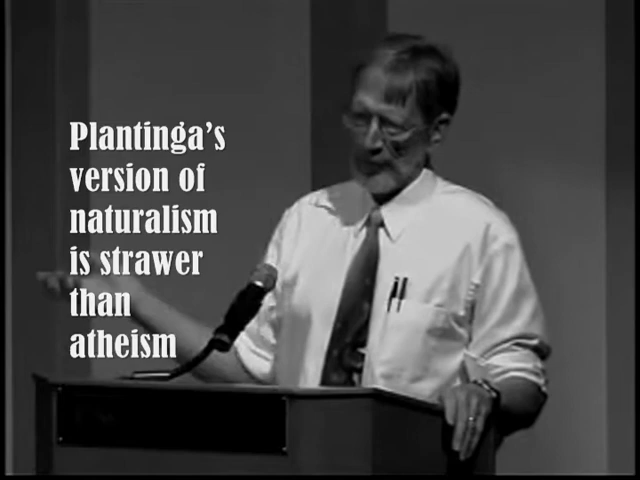 Plantinga's
version of
naturalism
is strawer
than
atheism